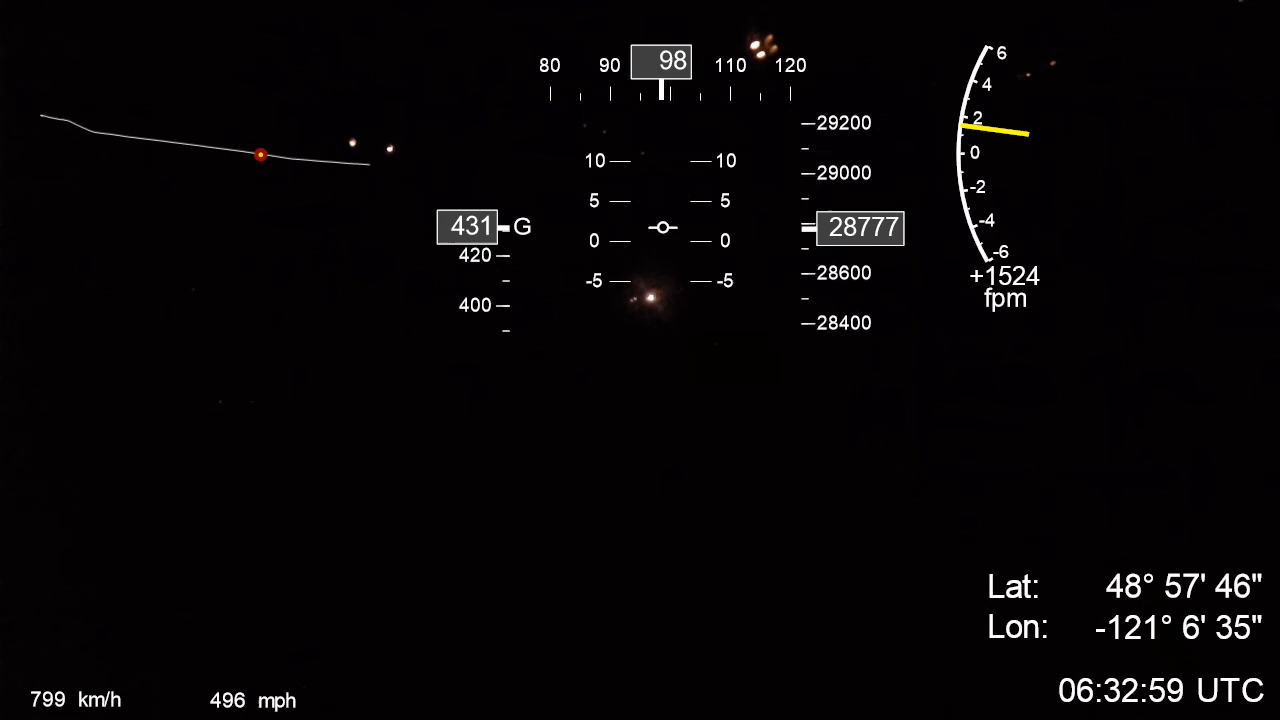 80 90 98 110 120
6
4
2
0
-2
-4
-6
+1524
fpm
29200
29000
28777
28600
28400
10 10
5 5
0 0
-5 -5
431 G
420
400
Lat: 48° 57' 46"
Lon: -121° 6' 35"
06:32:59 UTC
799 km/h 496 mph